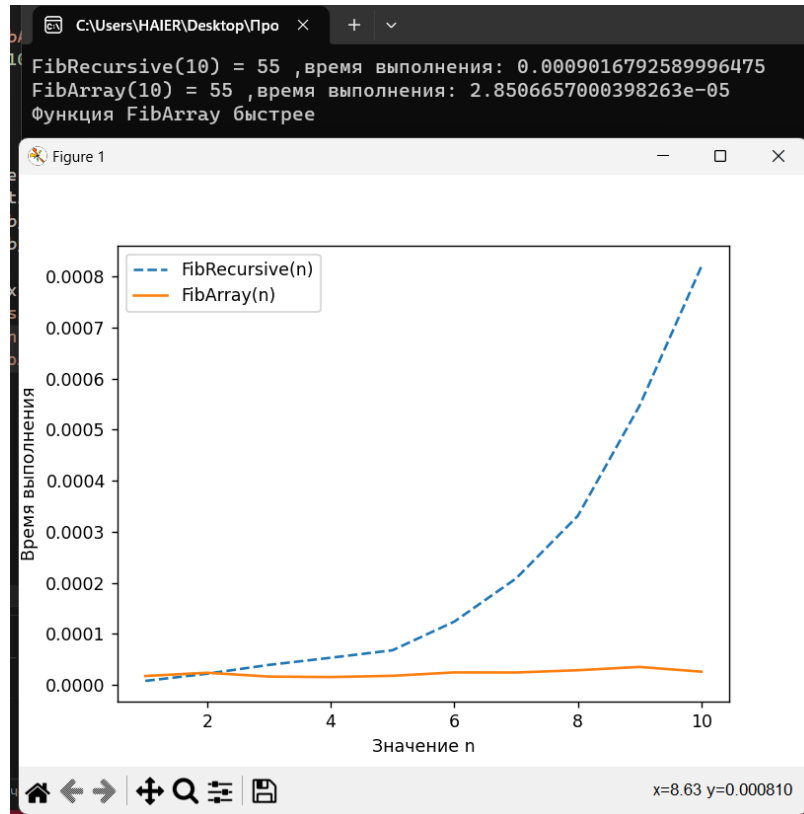 C:\Users\HAIER\Desktop\Про
FibRecursive(10) = 55 ,время выполнения: 0.0009016792589996475
FibArray(10) = 55 ,время выполнения: 2.8506657000398263e-05
Функция FibArray быстрее
Figure 1
FibRecursive(n)
FibArray(n)
0.0008
0.0007
0.0006
0.0005
0.0004
0.0003
0.0002
0.0001
0.0000
Время выполнения
2 4 6 8 10
Значение n
x=8.63 y=0.000810